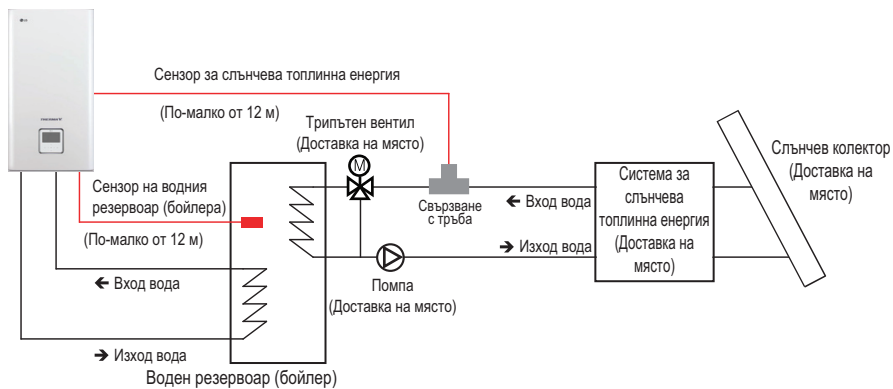 LG
Сензор за слънчева топлинна енергия
(По-малко от 12 м)
Трипътен вентил
(Доставка на място)
M
Слънчев колектор
(Доставка на
място)
Система за
слънчева
топлинна енергия
(Доставка на
място)
Свързване
с тръба
← Вход вода
→ Изход вода
Сензор на водния
резервоар (бойлера)
(По-малко от 12 м)
Помпа
(Доставка на място)
← Вход вода
→ Изход вода
Воден резервоар (бойлер)